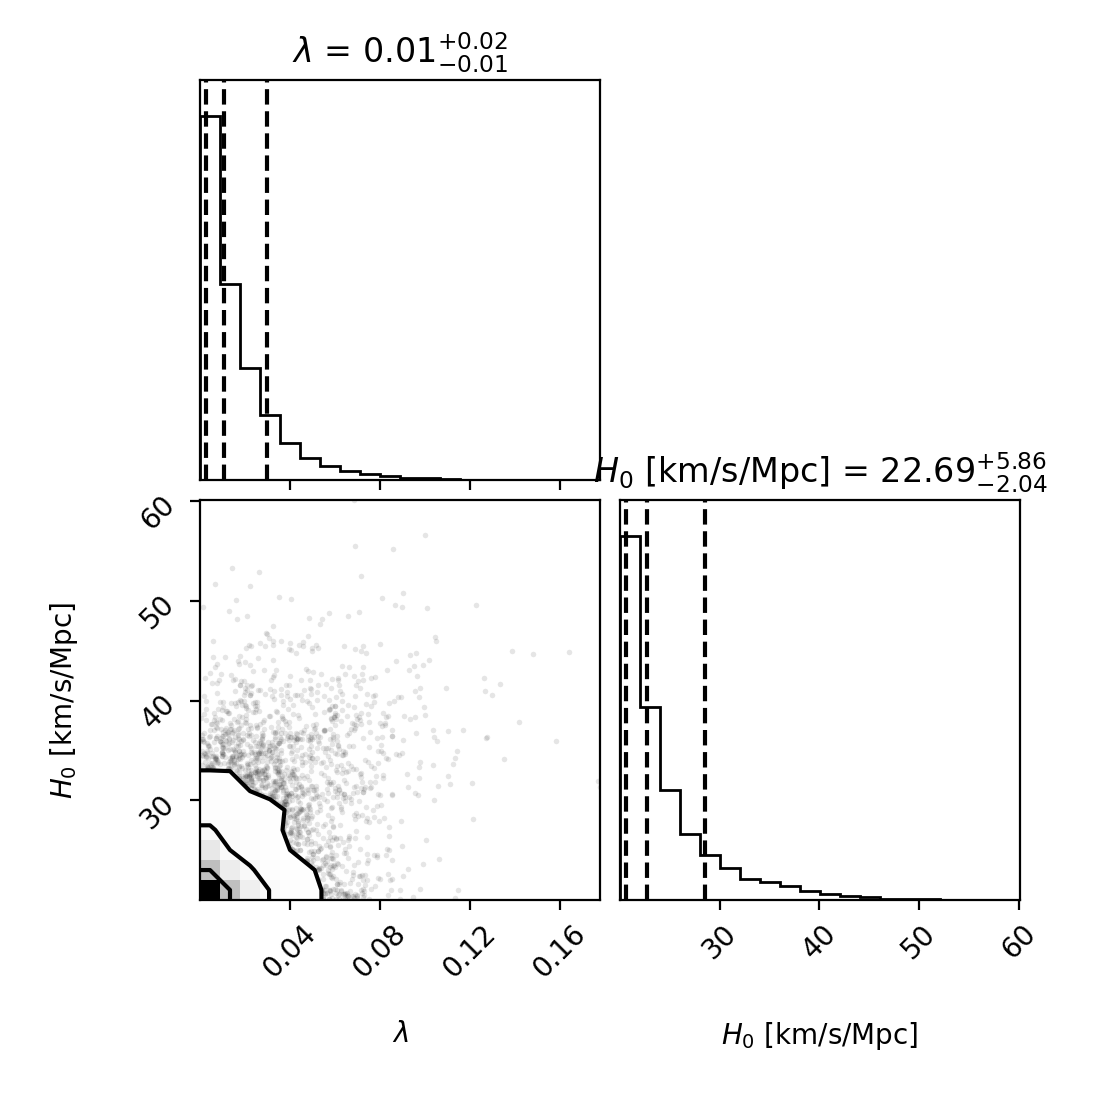 λ = 0.01+0.02 −0.01
H0 [km/s/Mpc] = 22.69+5.86 −2.04
60
50
40
30
H0 [km/s/Mpc]
0.04 0.08 0.12 0.16
30 40 50 60
λ
H0 [km/s/Mpc]